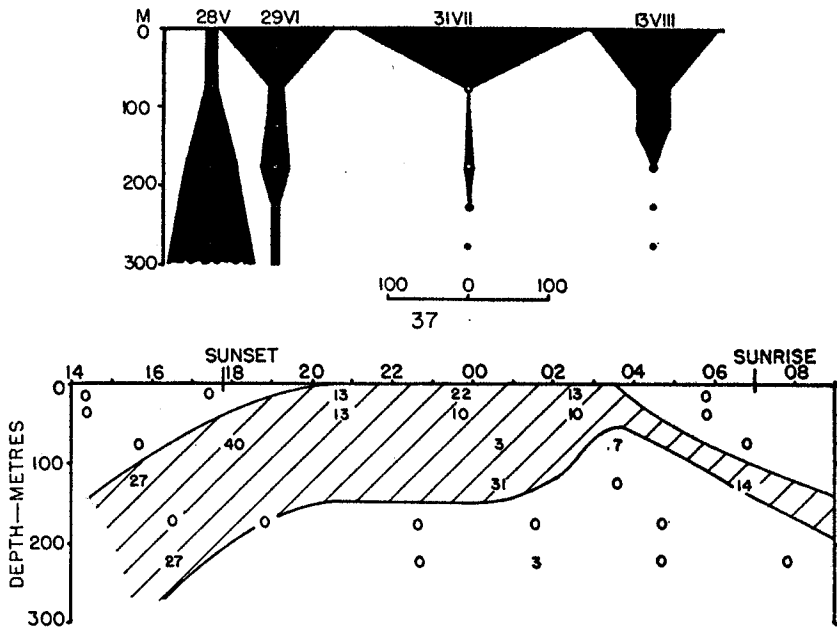 M 28V 29VI 31VII 13VIII
0
100
200
300
100 0 100
37
SUNSET SUNRISE
14 16 18 20 22 00 02 04 06 08
0
0 0 13 22 13 0
0 13 10 10 0
0 40 3 .7 0
100
27 31 0 14
0 0 0 0 0
200
27 0 3 0 0
300
DEPTH—METRES